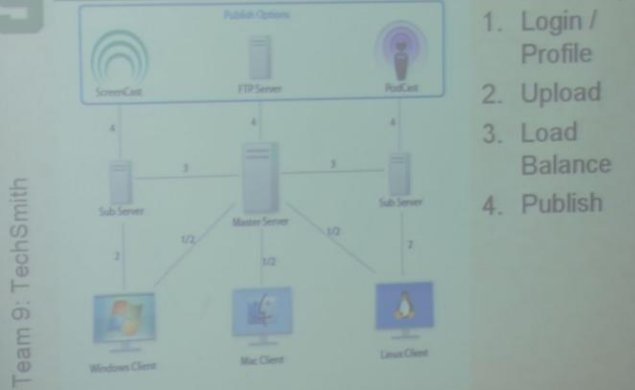 Publish Options
ScreenCast
FTP Server
PodCast
4
4
4
3
3
Sub Server
Master Server
Sub Server
2
1/2
1/2
1/2
2
Windows Client
Mac Client
Linux Client
1. Login /
Profile
2. Upload
3. Load
Balance
4. Publish
Team 9: TechSmith